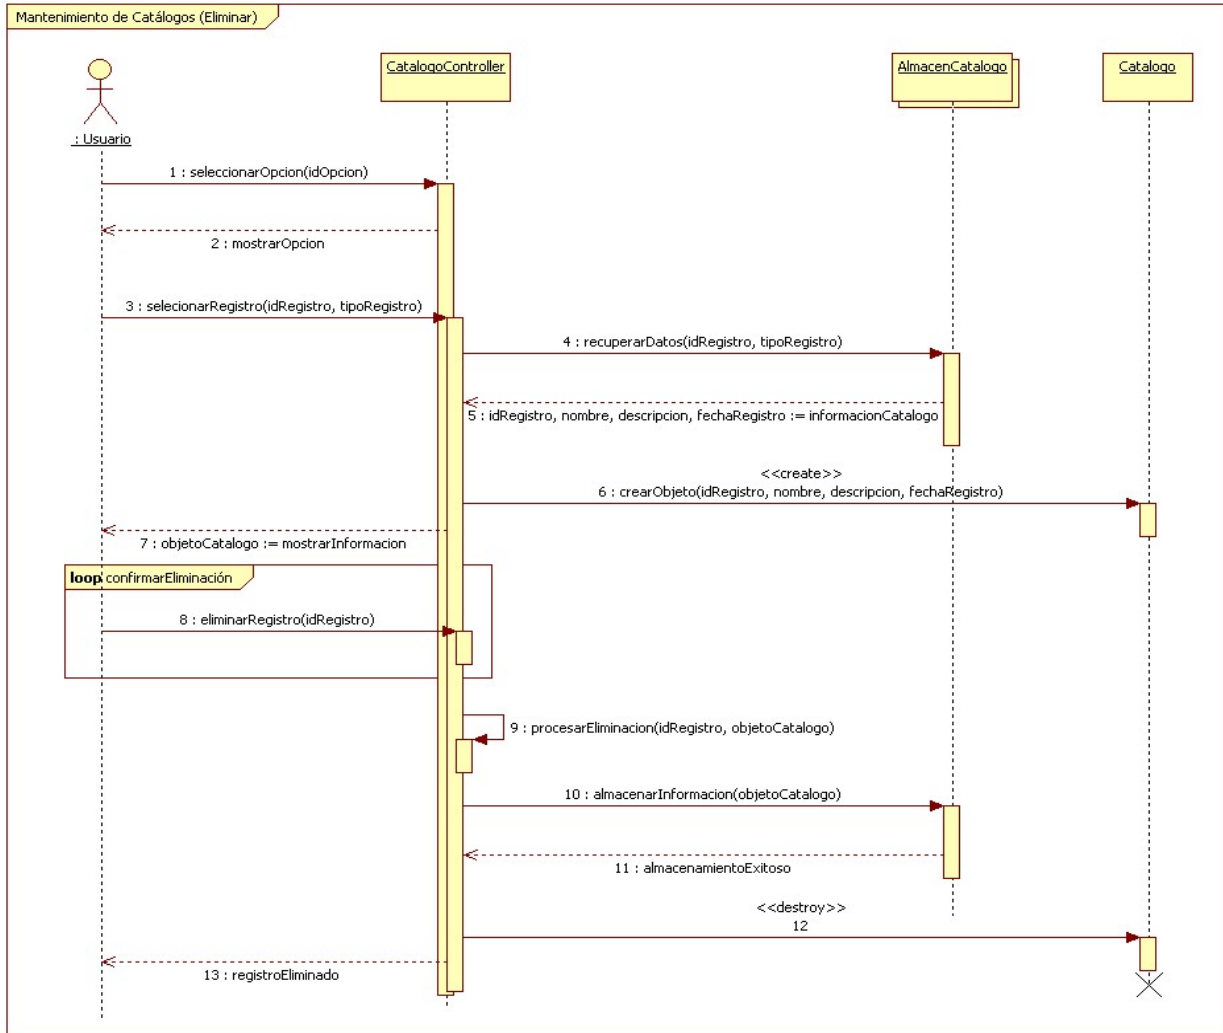 Mantenimiento de Catálogos (Eliminar)
CatalogoController
AlmacenCatalogo
Catalogo
: Usuario
1 : seleccionarOpcion(idOpcion)
2 : mostrarOpcion
3 : selecionarRegistro(idRegistro, tipoRegistro)
4 : recuperarDatos(idRegistro, tipoRegistro)
5 : idRegistro, nombre, descripcion, fechaRegistro := informacionCatalogo
<<create>>
6 : crearObjeto(idRegistro, nombre, descripcion, fechaRegistro)
7 : objetoCatalogo := mostrarInformacion
loop confirmarEliminación
8 : eliminarRegistro(idRegistro)
9 : procesarEliminacion(idRegistro, objetoCatalogo)
10 : almacenarInformacion(objetoCatalogo)
11 : almacenamientoExitoso
<<destroy>>
12
13 : registroEliminado